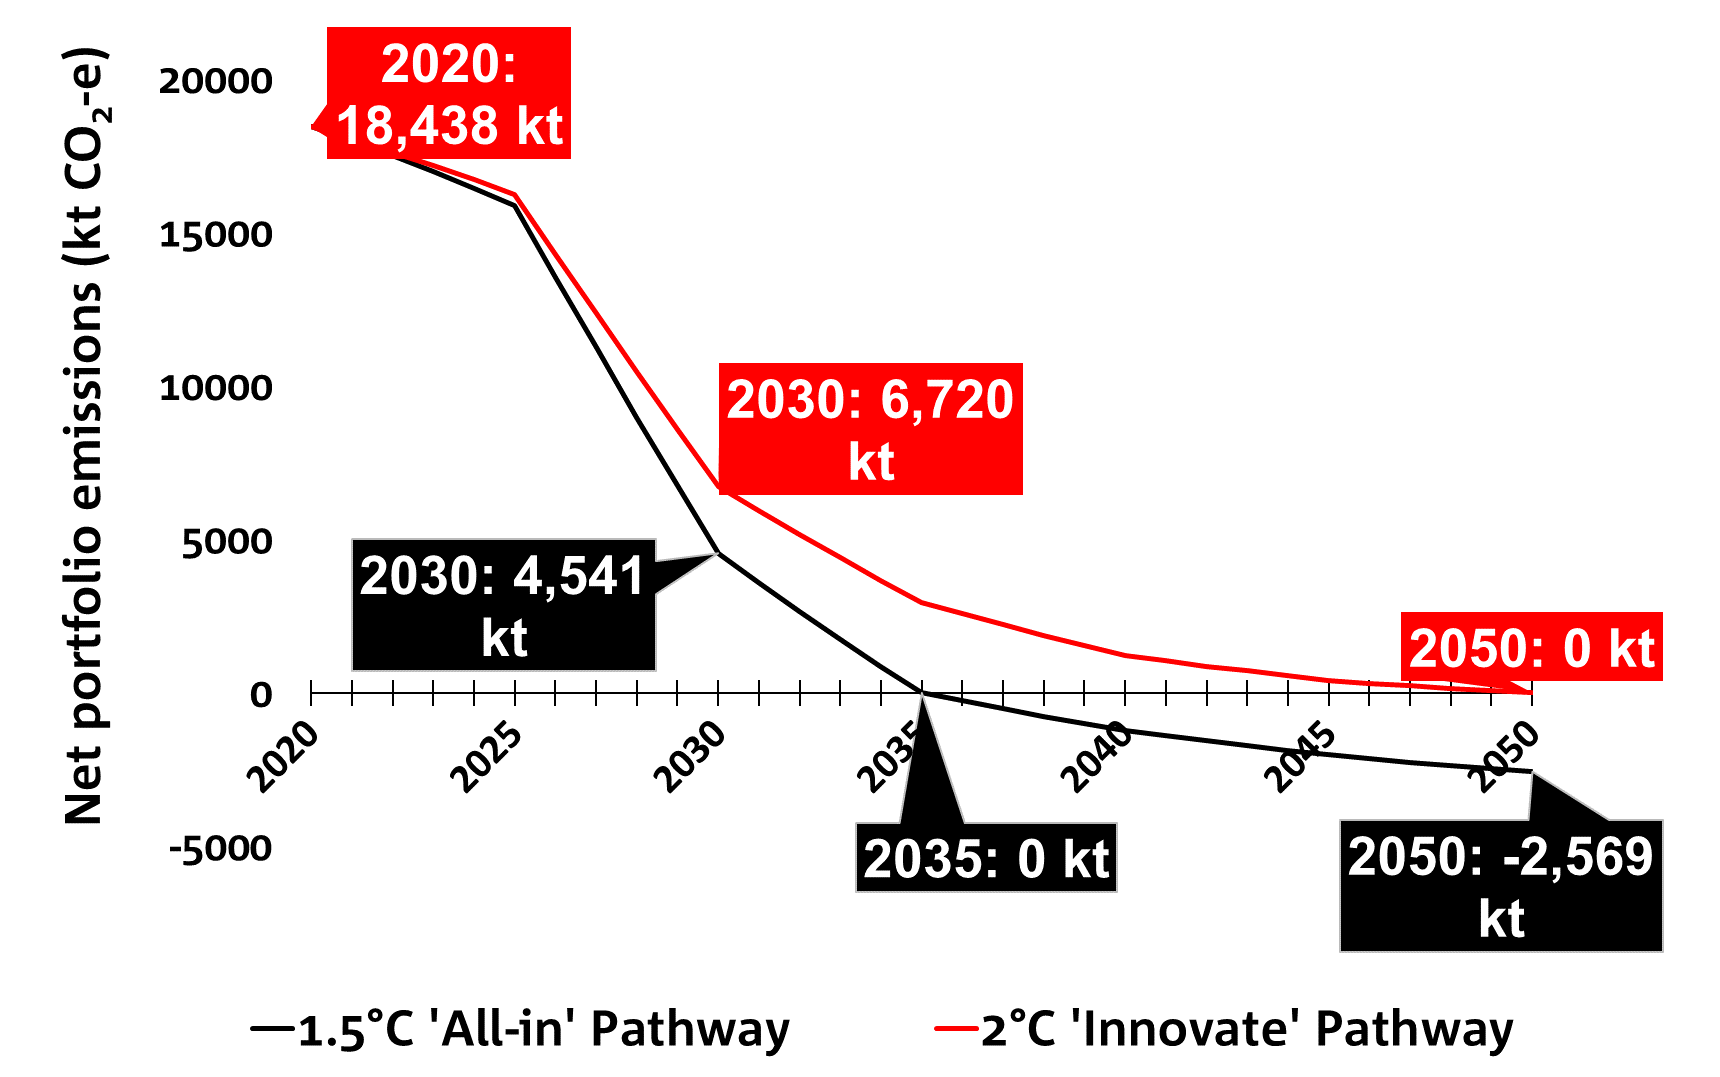 Net portfolio emissions (kt CO₂-e)
20000
15000
10000
5000
0
-5000
2020:
18,438 kt
2030: 6,720
kt
2030: 4,541
kt
2050: 0 kt
2020
2025
2030
2035
2040
2045
2050
2035: 0 kt
2050: -2,569
kt
1.5°C 'All-in' Pathway
2°C 'Innovate' Pathway